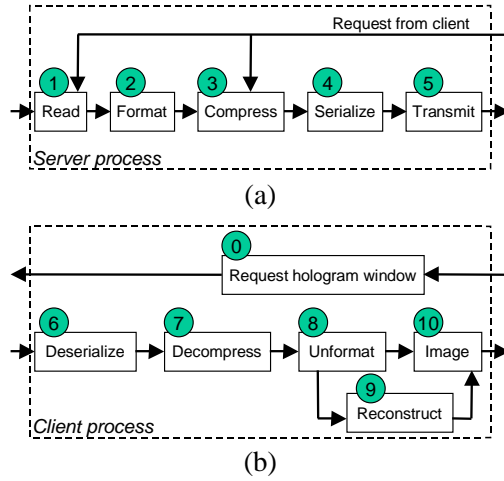 Request from client
1 2 3 4 5
Read Format Compress Serialize Transmit
Server process
(a)
0
Request hologram window
6 7 8 10
Deserialize Decompress Unformat Image
9
Reconstruct
Client process
(b)